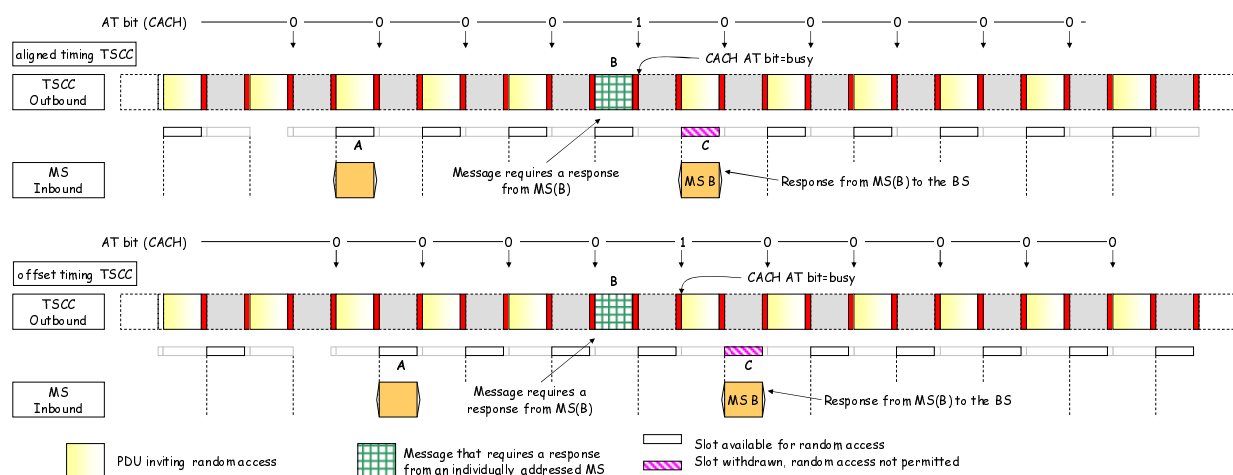 AT bit (CACH) 0 0 0 0 1 0 0 0 0 0
aligned timing TSCC
B
CACH AT bit=busy
TSCC
Outbound
A
C
Message requires a response
from MS(B)
MS
Inbound
MS B
Response from MS(B) to the BS
AT bit (CACH) 0 0 0 0 1 0 0 0 0 0
offset timing TSCC
B
CACH AT bit=busy
TSCC
Outbound
A
C
Message requires a
response from MS(B)
MS
Inbound
MS B
Response from MS(B) to the BS
PDU inviting random access
Message that requires a response
from an individually addressed MS
Slot available for random access
Slot withdrawn, random access not permitted